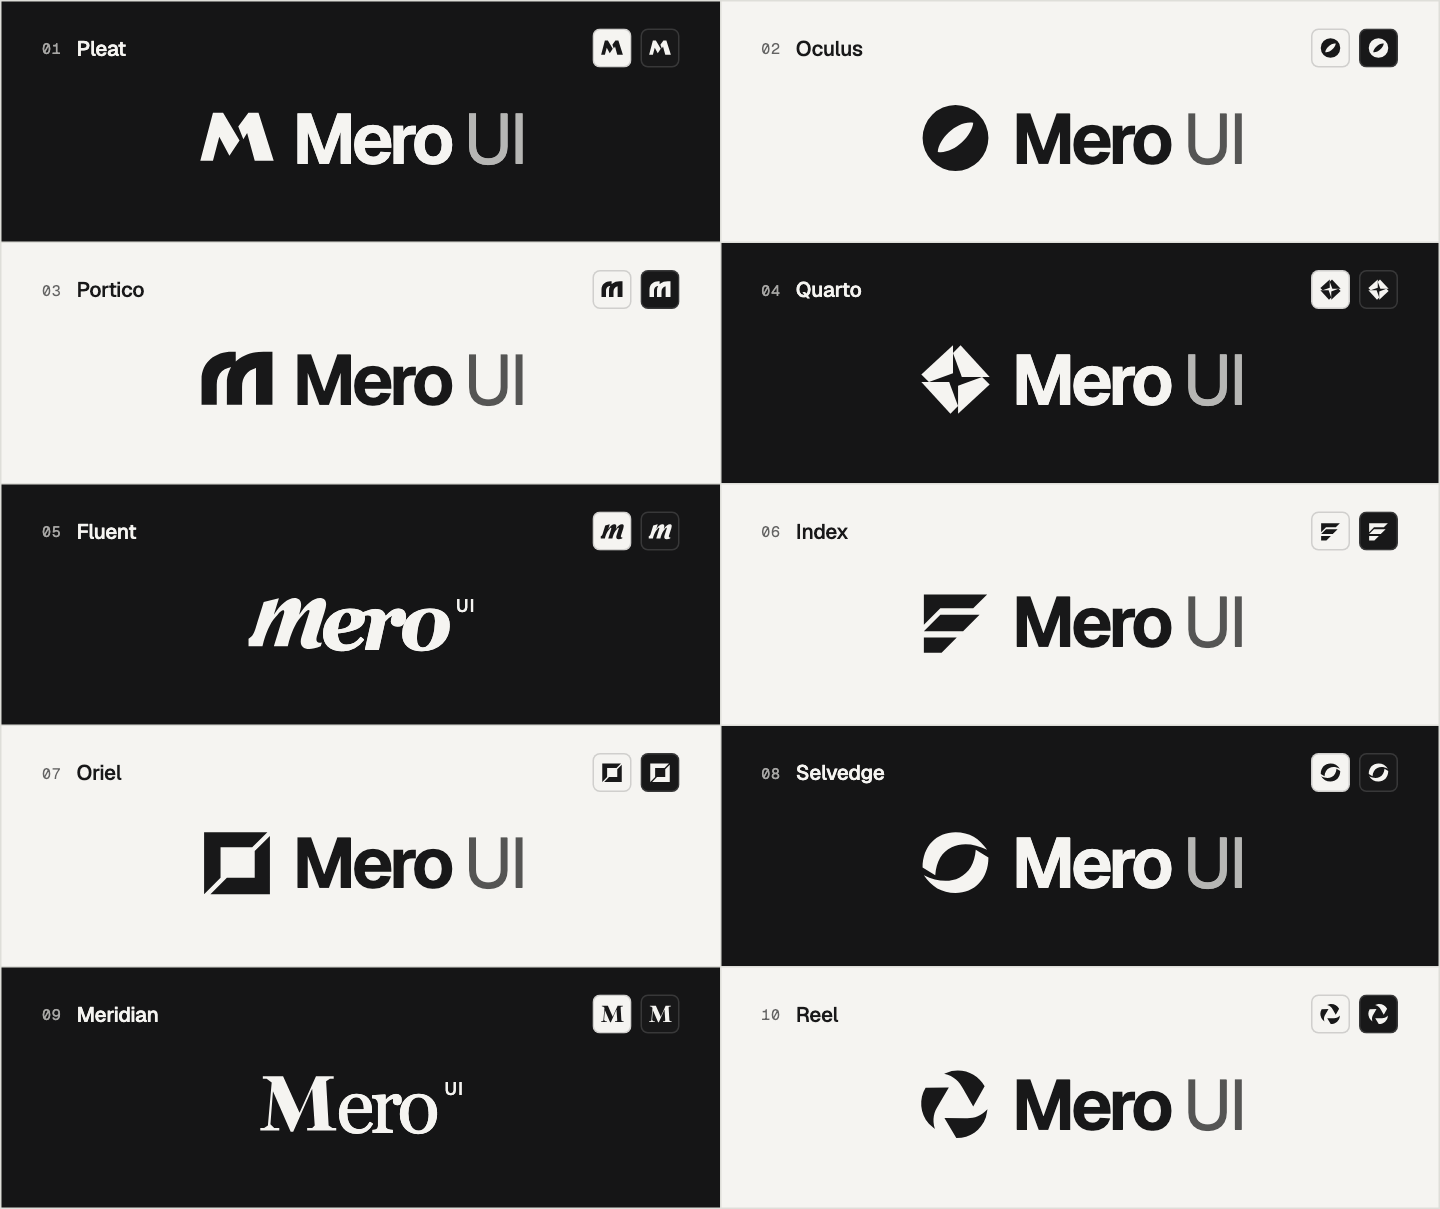 01 Pleat
Mero UI
02 Oculus
Mero UI
03 Portico
Mero UI
04 Quarto
Mero UI
05 Fluent
mero UI
06 Index
Mero UI
07 Oriel
Mero UI
08 Selvedge
Mero UI
09 Meridian
M M
Mero UI
10 Reel
Mero UI